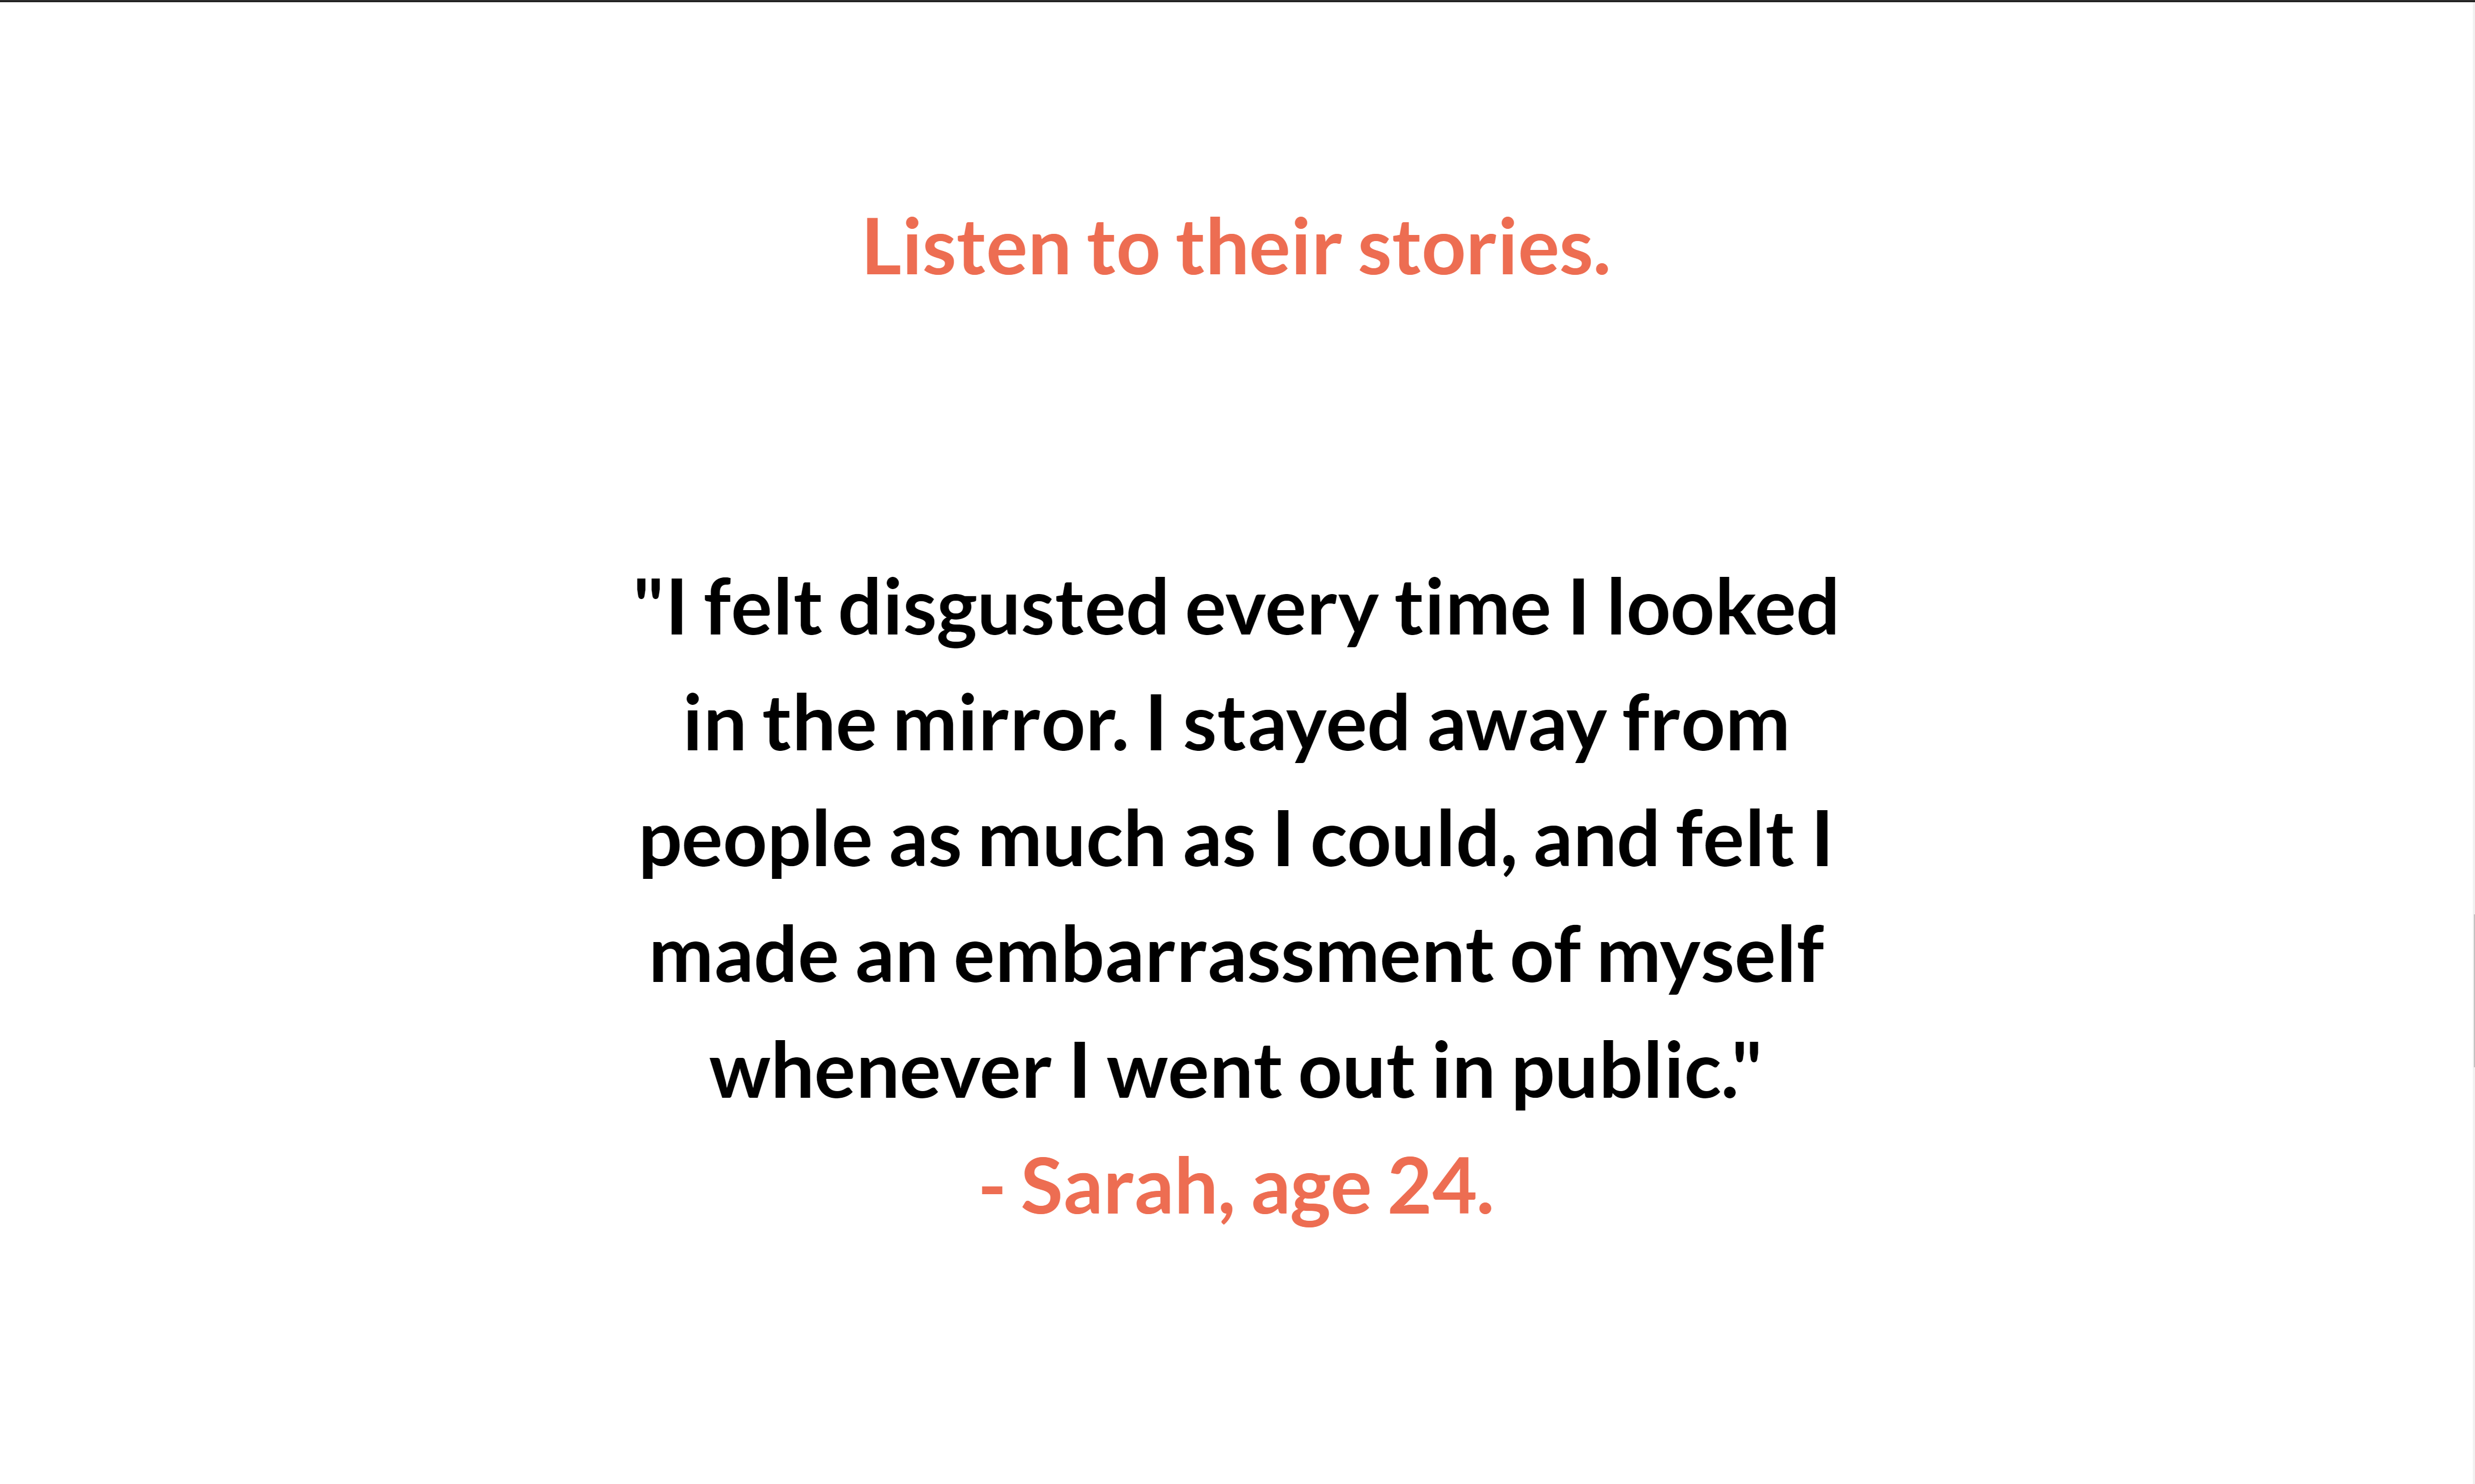 Listen to their stories.
"I felt disgusted every time I looked
in the mirror. I stayed away from
people as much as I could, and felt I
made an embarrassment of myself
whenever I went out in public."
- Sarah, age 24.